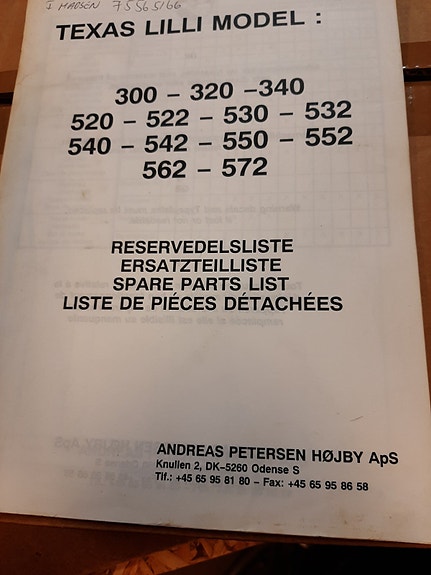 I MADSEN 75565166
TEXAS LILLI MODEL :
300 – 320 –340
520 – 522 – 530 – 532
540 – 542 – 550 – 552
562 – 572
RESERVEDELSLISTE
ERSATZTEILLISTE
SPARE PARTS LIST
LISTE DE PIÉCES DÉTACHÉES
ANDREAS PETERSEN HØJBY ApS
Knullen 2, DK–5260 Odense S
Tlf.: +45 65 95 81 80 – Fax: +45 65 95 86 58